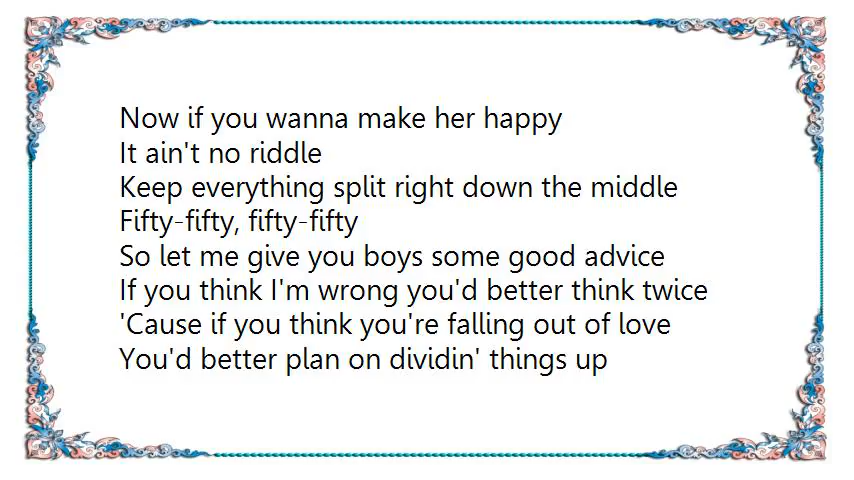 Now if you wanna make her happy
It ain't no riddle
Keep everything split right down the middle
Fifty-fifty, fifty-fifty
So let me give you boys some good advice
If you think I'm wrong you'd better think twice
'Cause if you think you're falling out of love
You'd better plan on dividin' things up